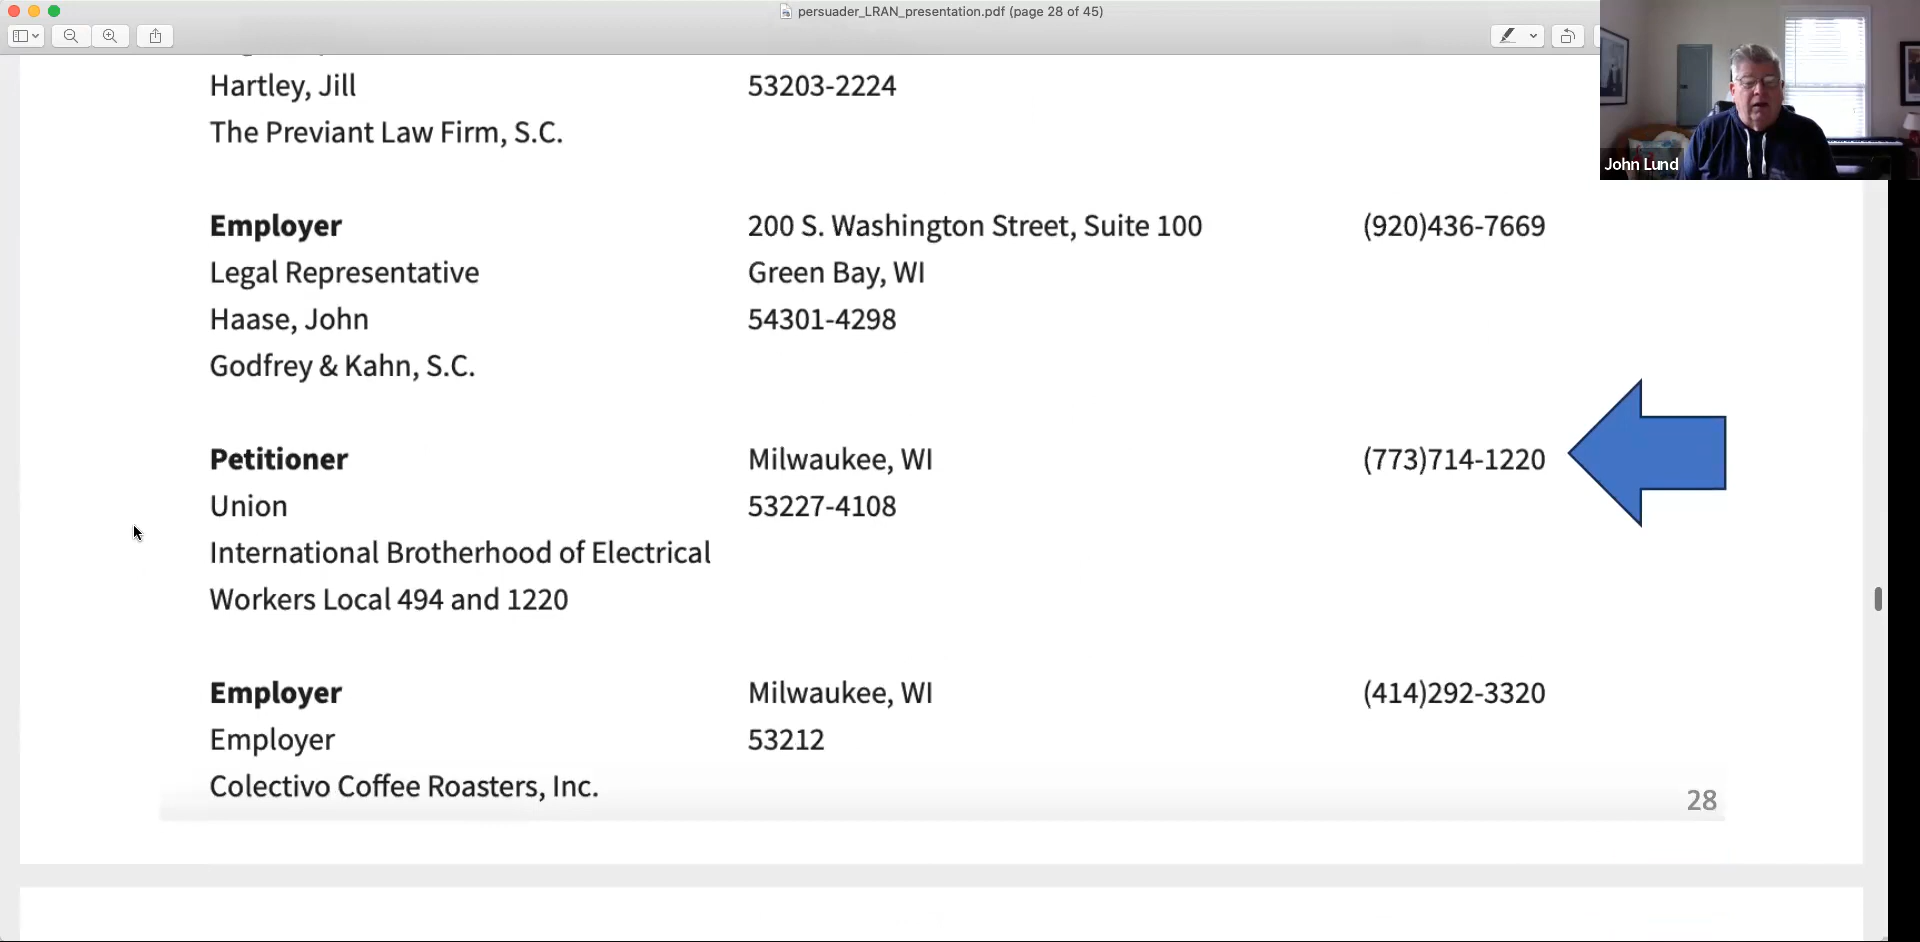 persuader_LRAN_presentation.pdf (page 28 of 45)
John Lund
Hartley, Jill 53203-2224
The Previant Law Firm, S.C.
Employer 200 S. Washington Street, Suite 100 (920)436-7669
Legal Representative Green Bay, WI
Haase, John 54301-4298
Godfrey & Kahn, S.C.
Petitioner Milwaukee, WI (773)714-1220
Union 53227-4108
International Brotherhood of Electrical
Workers Local 494 and 1220
Employer Milwaukee, WI (414)292-3320
Employer 53212
Colectivo Coffee Roasters, Inc.
28